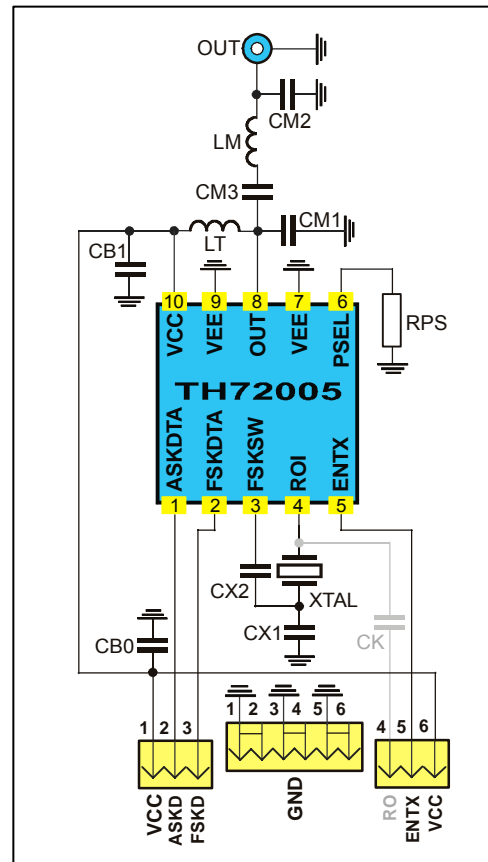 OUT
CM2
LM
CM3
CM1
LT
CB1
10 9 8 7 6
VCC VEE OUT VEE PSEL
RPS
TH72005
ASKDTA FSKDTA FSKSW ROI ENTX
1 2 3 4 5
CX2
XTAL
CX1
CB0
CK
1 2 3
1 2 3 4 5 6
4 5 6
VCC ASKD FSKD
GND
RO ENTX VCC